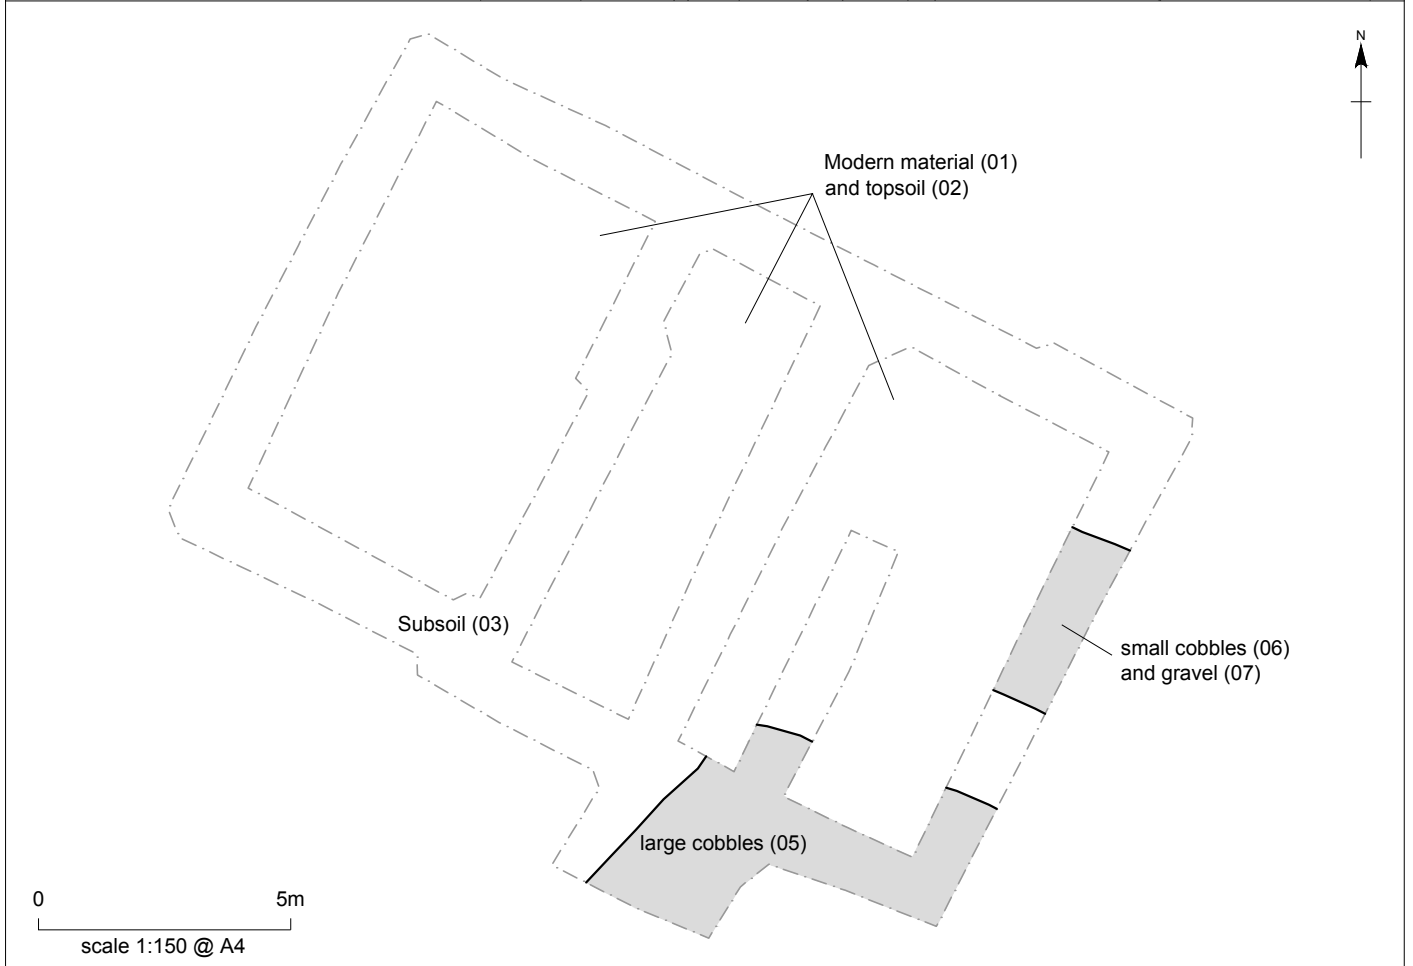 N
Modern material (01)
and topsoil (02)
Subsoil (03)
small cobbles (06)
and gravel (07)
large cobbles (05)
0 5m
scale 1:150 @ A4